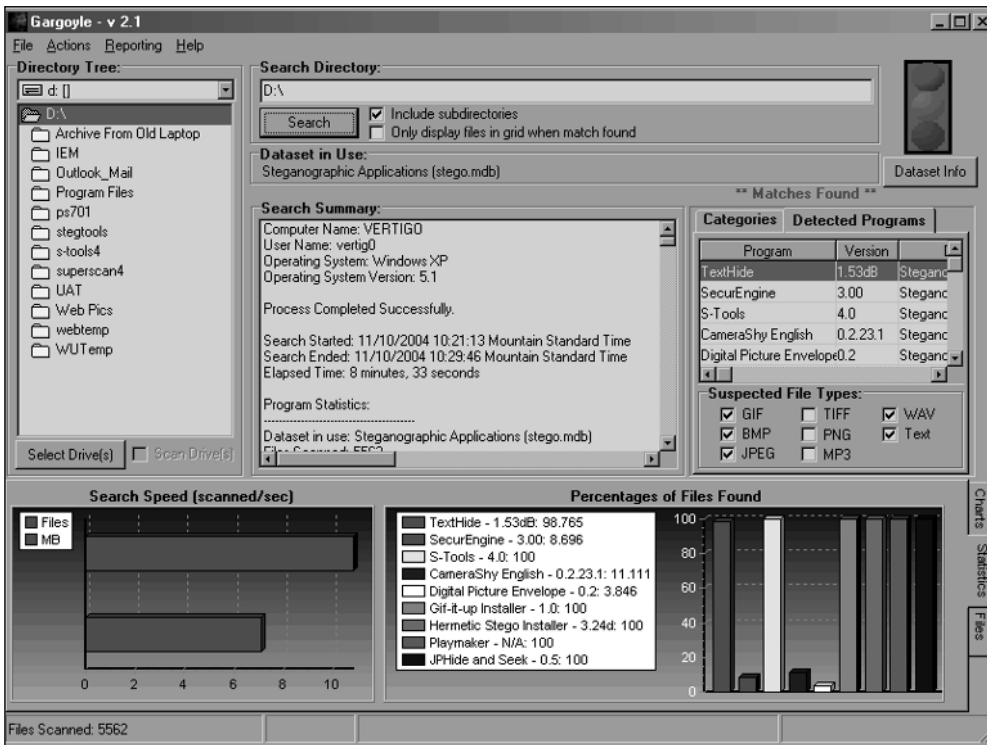 Gargoyle - v 2.1
File Actions Reporting Help
Directory Tree:
d: []
D:\
Archive From Old Laptop
IEM
Outlook_Mail
Program Files
ps701
stegtools
s-tools4
superscan4
UAT
Web Pics
webtemp
WUTemp
Select Drive(s)
Scan Drive(s)
Search Directory:
D:\
Search
Include subdirectories
Only display files in grid when match found
Dataset in Use:
Steganographic Applications (stego.mdb)
Dataset Info
Search Summary:
Computer Name: VERTIGO
User Name: vertig0
Operating System: Windows XP
Operating System Version: 5.1
Process Completed Successfully.
Search Started: 11/10/2004 10:21:13 Mountain Standard Time
Search Ended: 11/10/2004 10:29:46 Mountain Standard Time
Elapsed Time: 8 minutes, 33 seconds
Program Statistics:
----------------------------------------
Dataset in use: Steganographic Applications (stego.mdb)
Files Scanned: 5562
** Matches Found **
Categories Detected Programs
Program Version
TextHide 1.53dB Steganc
SecurEngine 3.00 Steganc
S-Tools 4.0 Steganc
CameraShy English 0.2.23.1 Steganc
Digital Picture Envelope 0.2 Steganc
Suspected File Types:
GIF TIFF WAV
BMP PNG Text
JPEG MP3
Search Speed (scanned/sec)
Files
MB
0 2 4 6 8 10
Percentages of Files Found
TextHide - 1.53dB: 98.765
SecurEngine - 3.00: 8.696
S-Tools - 4.0: 100
CameraShy English - 0.2.23.1: 11.111
Digital Picture Envelope - 0.2: 3.846
Gif-it-up Installer - 1.0: 100
Hermetic Stego Installer - 3.24d: 100
Playmaker - N/A: 100
JPHide and Seek - 0.5: 100
100
80
60
40
20
0
Charts
Statistics
Files
Files Scanned: 5562